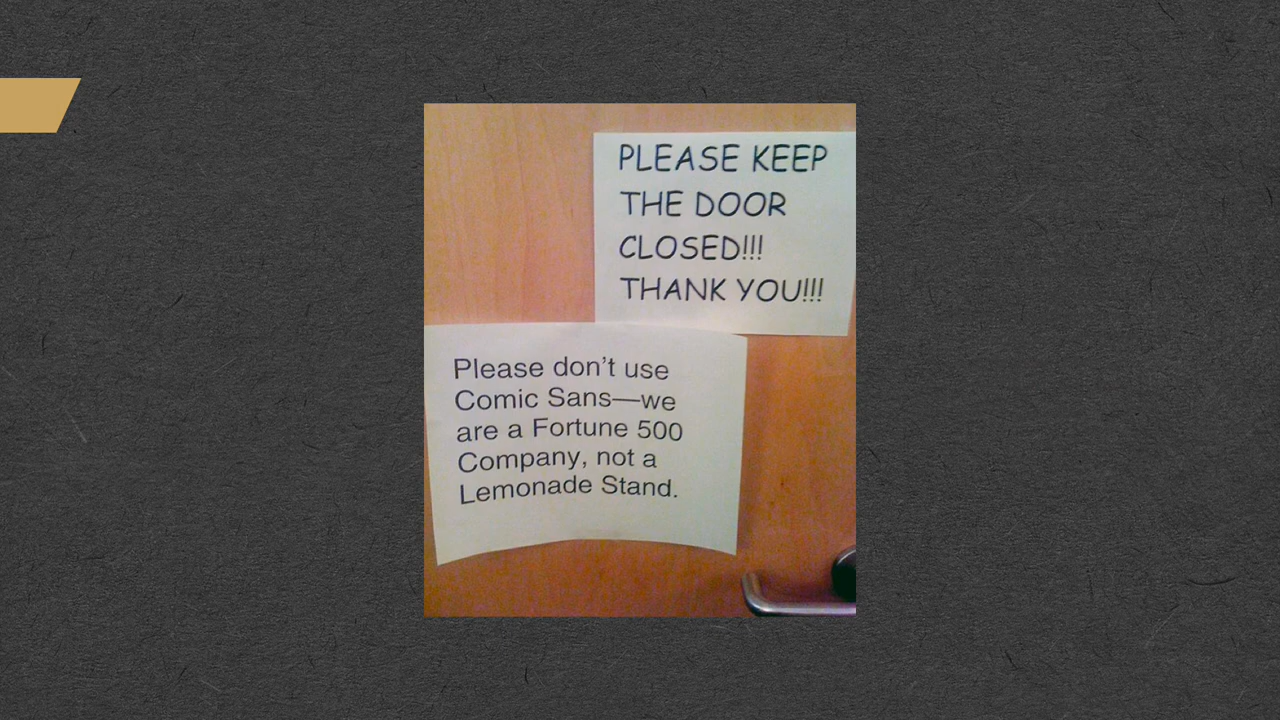 PLEASE KEEP
THE DOOR
CLOSED!!!
THANK YOU!!!
Please don't use
Comic Sans—we
are a Fortune 500
Company, not a
Lemonade Stand.